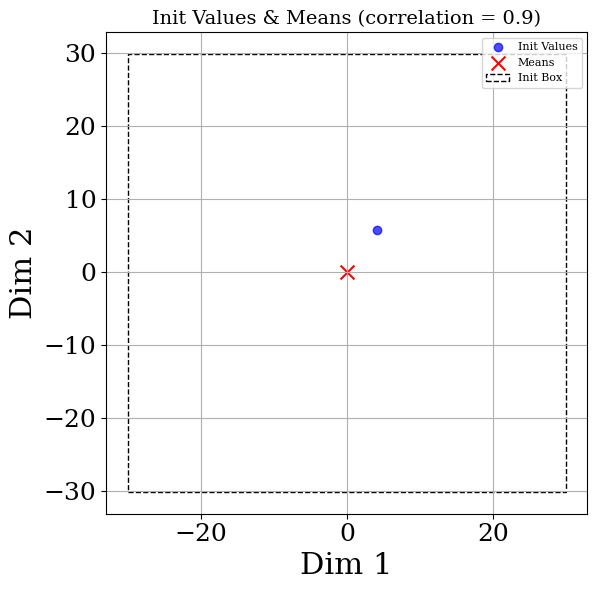 Init Values & Means (correlation = 0.9)
Init Values
Means
Init Box
30
20
10
0
−10
−20
−30
Dim 2
−20
0
20
Dim 1